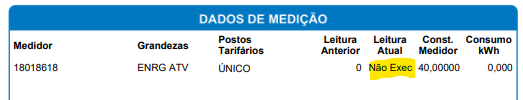 DADOS DE MEDIÇÃO
Postos Leitura Leitura Const. Consumo
Medidor Grandezas Tarifários Anterior Atual Medidor kWh
18018618 ENRG ATV ÚNICO 0 Não Exec 40,00000 0,000